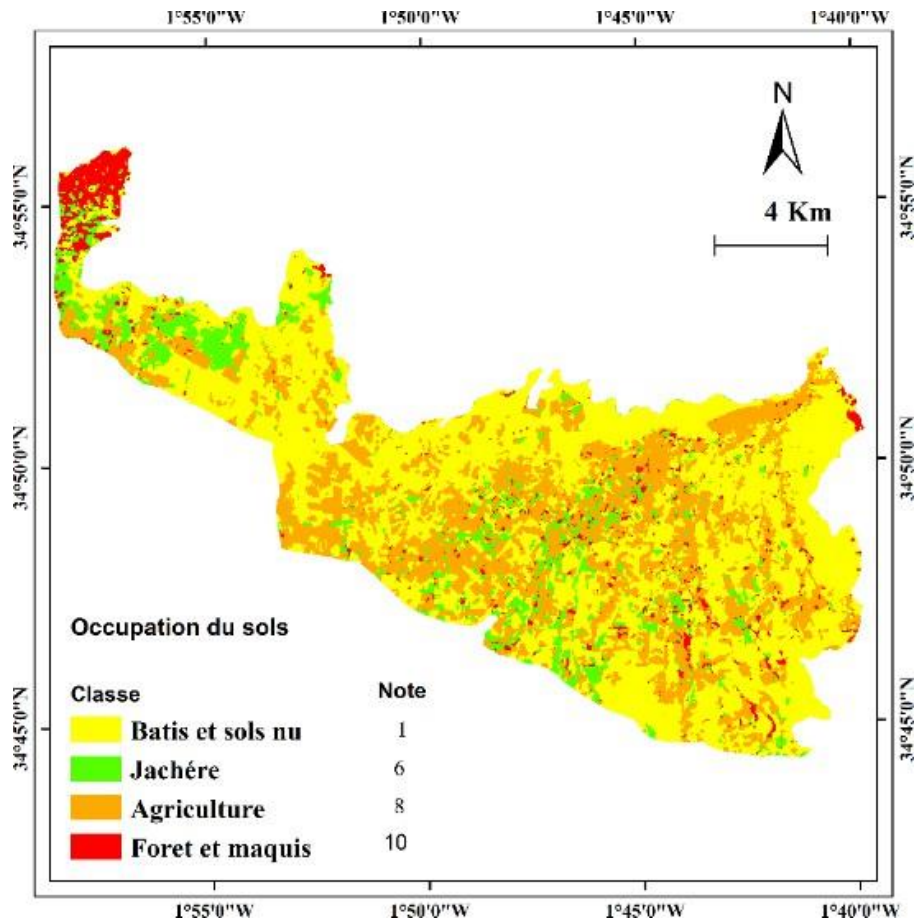 1°55'0"W 1°50'0"W 1°45'0"W 1°40'0"W
N
4 Km
34°55'0"N 34°55'0"N
34°50'0"N 34°50'0"N
34°45'0"N 34°45'0"N
Occupation du sols
Classe Note
Batis et sols nu 1
Jachére 6
Agriculture 8
Foret et maquis 10
1°55'0"W 1°50'0"W 1°45'0"W 1°40'0"W